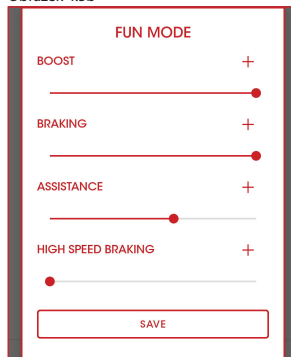 FUN MODE
BOOST +
BRAKING +
ASSISTANCE +
HIGH SPEED BRAKING +
SAVE